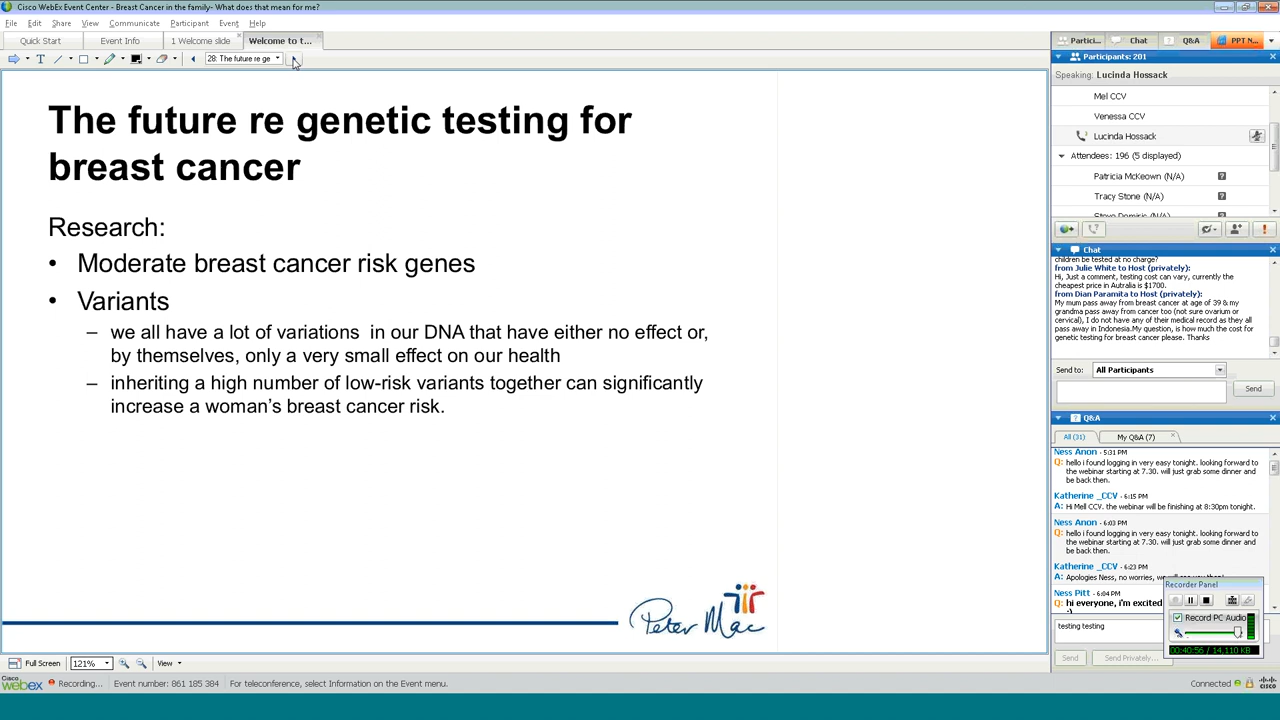 Cisco WebEx Event Center - Breast Cancer in the family- What does that mean for me?
File Edit Share View Communicate Participant Event Help
Quick Start Event Info 1 Welcome slide Welcome to t...
28: The future re ge
The future re genetic testing for
breast cancer
Research:
• Moderate breast cancer risk genes
• Variants
– we all have a lot of variations in our DNA that have either no effect or,
by themselves, only a very small effect on our health
– inheriting a high number of low-risk variants together can significantly
increase a woman's breast cancer risk.
Peter Mac
Full Screen 121% View
Cisco webex Recording... Event number: 861 185 384 For teleconference, select Information on the Event menu. Connected CISCO
Partici... Chat Q&A PPT N...
Participants: 201
Speaking: Lucinda Hossack
Mel CCV
Venessa CCV
Lucinda Hossack
Attendees: 196 (5 displayed)
Patricia McKeown (N/A)
Tracy Stone (N/A)
Chat
children be tested at no charge?
from Julie White to Host (privately):
Hi, Just a comment, testing cost can vary, currently the
cheapest price in Autralia is $1700.
from Dian Paramita to Host (privately):
My mum pass away from breast cancer at age of 39 & my
grandma pass away from cancer too (not sure ovarium or
cervical), I do not have any of their medical record as they all
pass away in Indonesia.My question, is how much the cost for
genetic testing for breast cancer please. Thanks
Send to: All Participants
Send
Q&A
All (31) My Q&A (7)
Ness Anon - 5:31 PM
Q: hello i found logging in very easy tonight. looking forward to
the webinar starting at 7.30. will just grab some dinner and
be back then.
Katherine _CCV - 6:15 PM
A: Hi Mell CCV. the webinar will be finishing at 8:30pm tonight.
Ness Anon - 6:03 PM
Q: hello i found logging in very easy tonight. looking forward to
the webinar starting at 7.30. will just grab some dinner and
be back then.
Katherine _CCV - 6:23 PM
A: Apologies Ness, no worries, we
Ness Pitt - 6:04 PM
Q: hi everyone, i'm excited
:)
testing testing
Send Send Privately...
Recorder Panel
Record PC Audio
00:40:56 / 14,110 KB